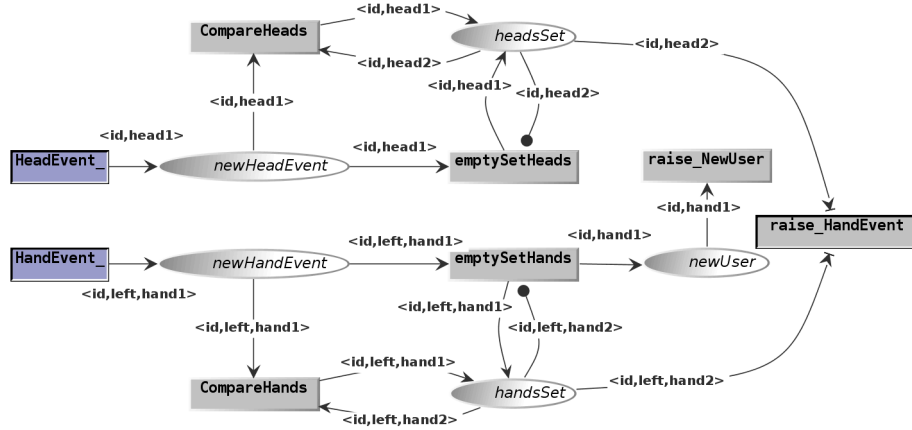 <id,head1>
CompareHeads
headsSet
<id,head2>
<id,head2>
<id,head1>
<id,head2>
<id,head1>
<id,head1>
<id,head1>
HeadEvent_
newHeadEvent
emptySetHeads
raise_NewUser
<id,hand1>
raise_HandEvent
<id,left,hand1>
<id,hand1>
HandEvent_
newHandEvent
emptySetHands
newUser
<id,left,hand1>
<id,left,hand1>
<id,left,hand1>
<id,left,hand2>
<id,left,hand1>
<id,left,hand2>
CompareHands
handsSet
<id,left,hand2>